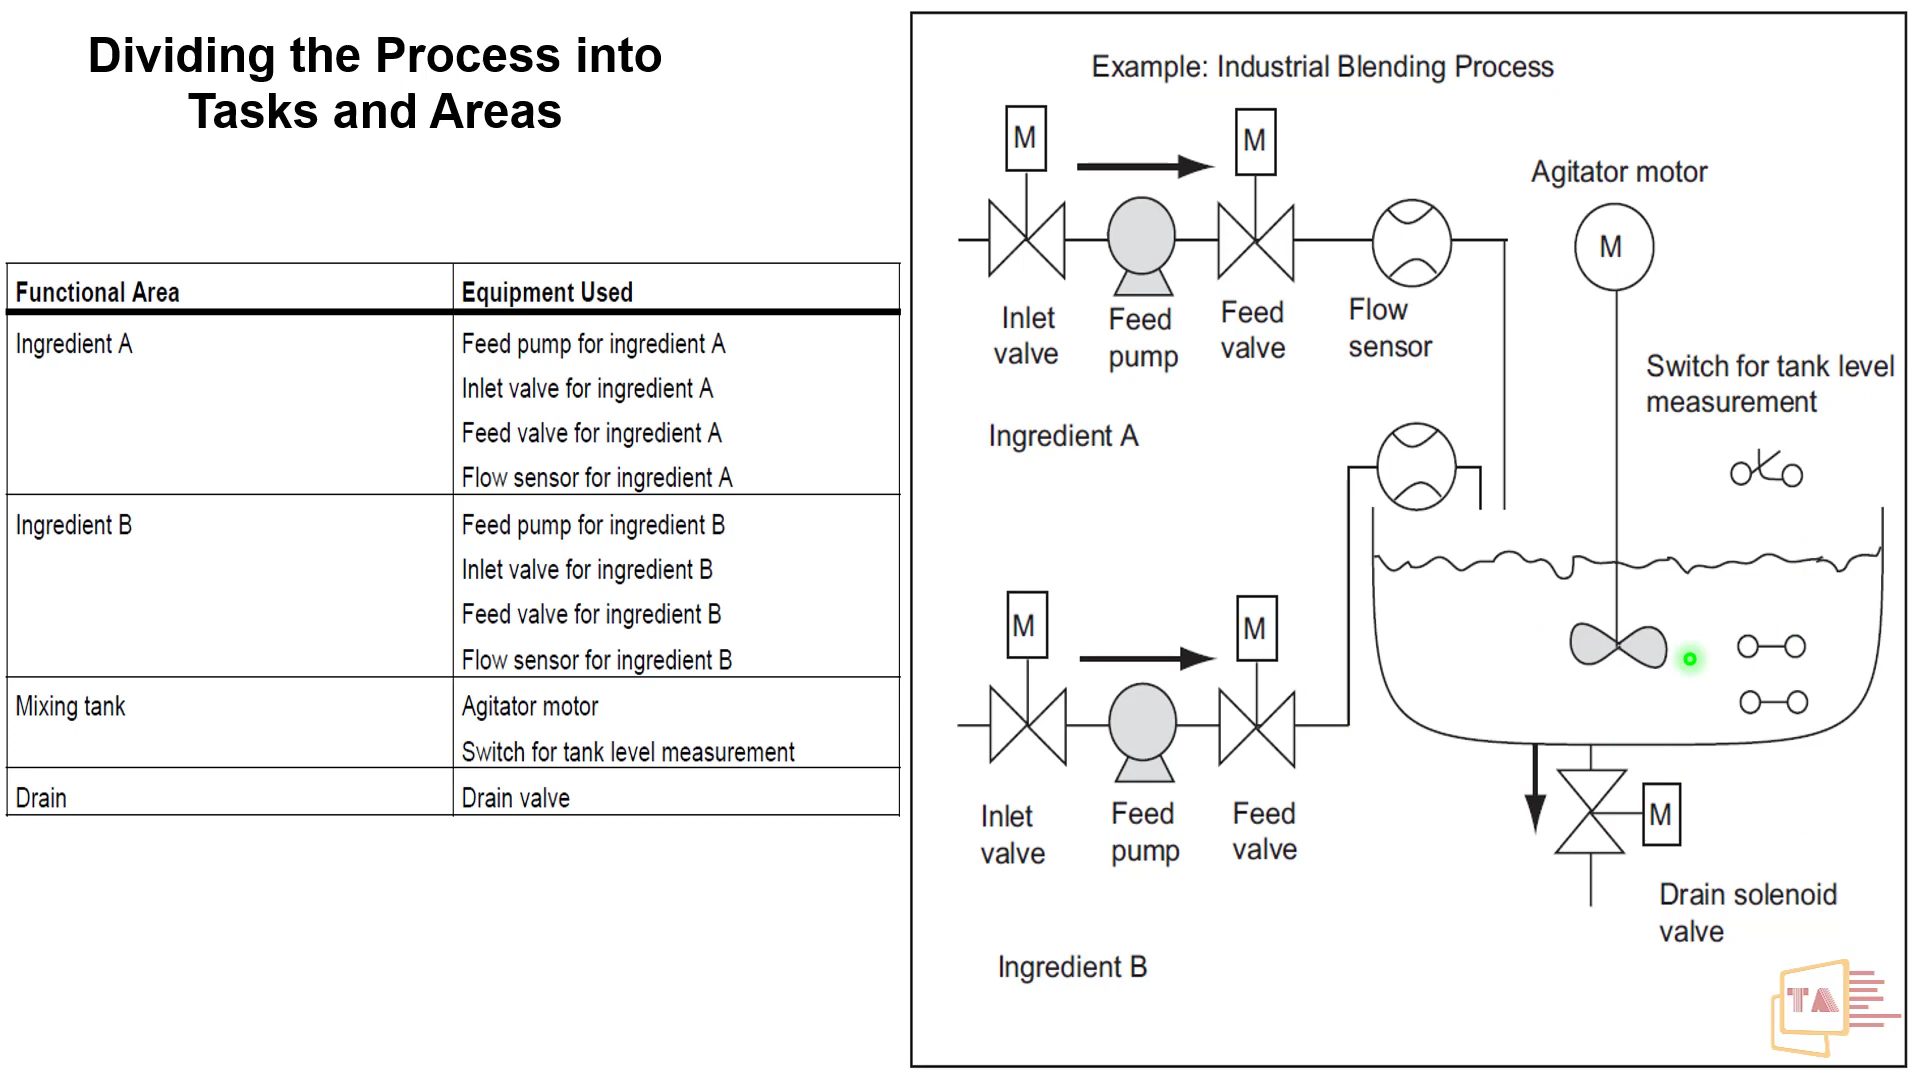 Dividing the Process into
Tasks and Areas
Functional Area
Equipment Used
Ingredient A
Feed pump for ingredient A
Inlet valve for ingredient A
Feed valve for ingredient A
Flow sensor for ingredient A
Ingredient B
Feed pump for ingredient B
Inlet valve for ingredient B
Feed valve for ingredient B
Flow sensor for ingredient B
Mixing tank
Agitator motor
Switch for tank level measurement
Drain
Drain valve
Example: Industrial Blending Process
M
M
Agitator motor
M
Inlet
valve
Feed
pump
Feed
valve
Flow
sensor
Switch for tank level
measurement
Ingredient A
M
M
Inlet
valve
Feed
pump
Feed
valve
M
Drain solenoid
valve
Ingredient B
TA